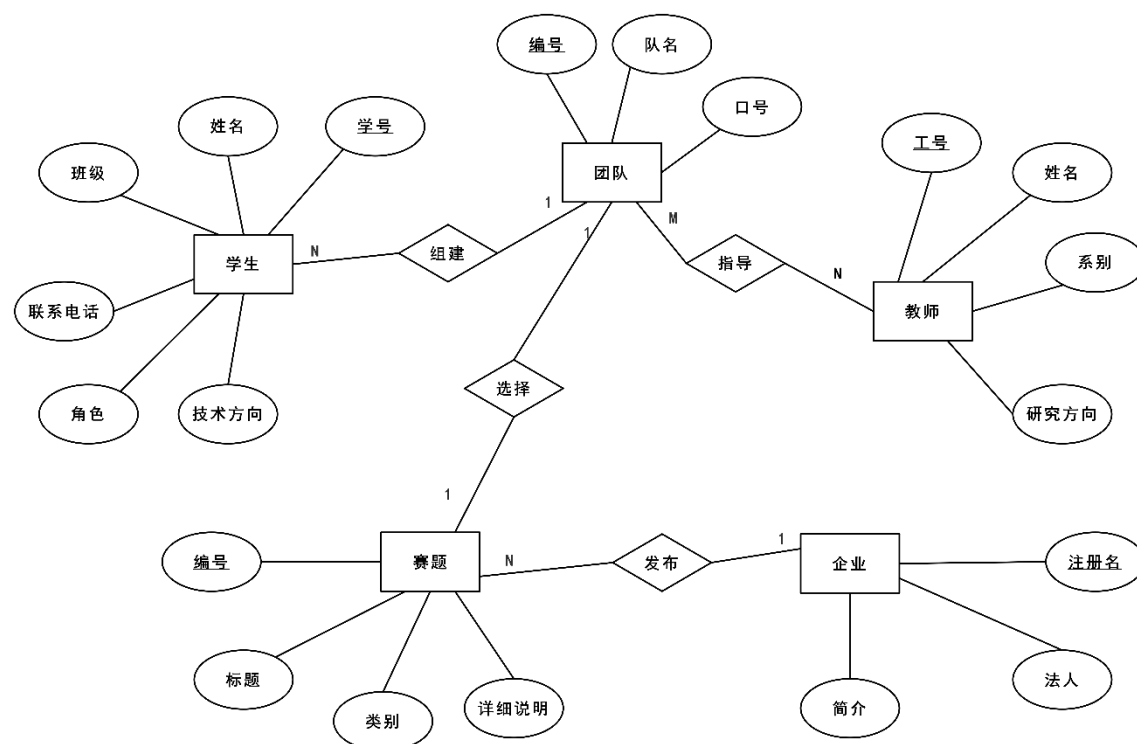 编号
队名
口号
团队
姓名
学号
班级
学生
联系电话
角色
技术方向
N
组建
1
1
M
指导
N
工号
姓名
系别
教师
研究方向
选择
1
编号
赛题
标题
类别
详细说明
N
发布
1
企业
注册名
法人
简介